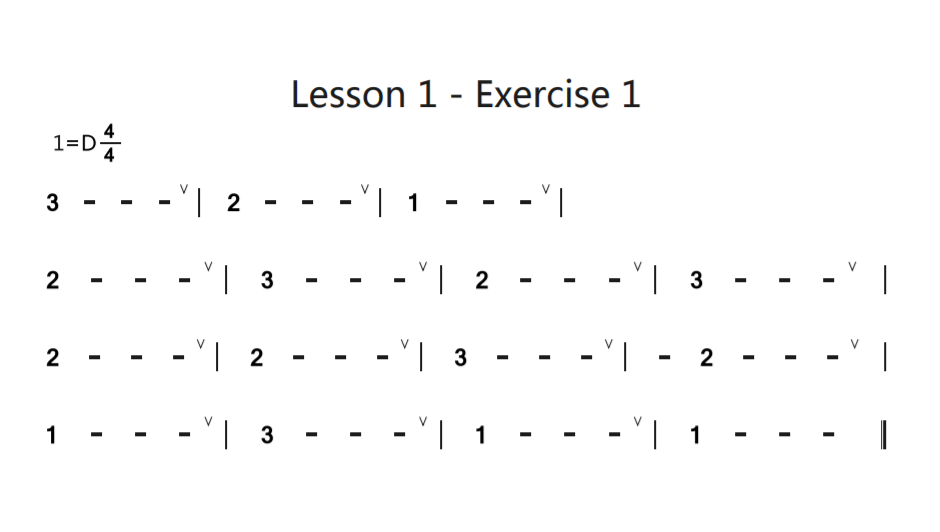 Lesson 1 - Exercise 1
1=D 4/4
3 - - - ∨ | 2 - - - ∨ | 1 - - - ∨ |
2 - - - ∨ | 3 - - - ∨ | 2 - - - ∨ | 3 - - - ∨ |
2 - - - ∨ | 2 - - - ∨ | 3 - - - ∨ | - 2 - - - ∨ |
1 - - - ∨ | 3 - - - ∨ | 1 - - - ∨ | 1 - - - ‖